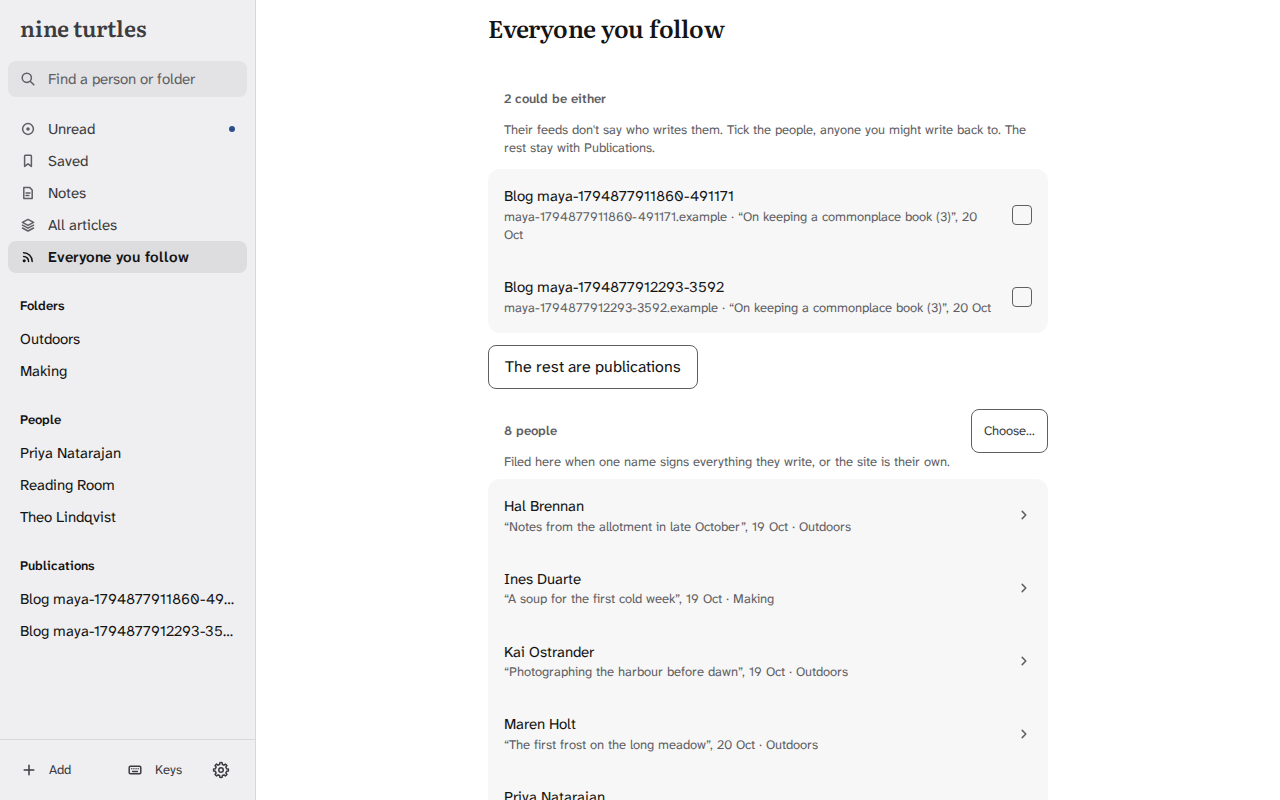 nine turtles
Find a person or folder
Unread
Saved
Notes
All articles
Everyone you follow
Folders
Outdoors
Making
People
Priya Natarajan
Reading Room
Theo Lindqvist
Publications
Blog maya-1794877911860-49...
Blog maya-1794877912293-35...
Add
Keys
Everyone you follow
2 could be either
Their feeds don't say who writes them. Tick the people, anyone you might write back to. The
rest stay with Publications.
Blog maya-1794877911860-491171
maya-1794877911860-491171.example · “On keeping a commonplace book (3)”, 20
Oct
Blog maya-1794877912293-3592
maya-1794877912293-3592.example · “On keeping a commonplace book (3)”, 20 Oct
The rest are publications
8 people
Choose...
Filed here when one name signs everything they write, or the site is their own.
Hal Brennan
“Notes from the allotment in late October”, 19 Oct · Outdoors
Ines Duarte
“A soup for the first cold week”, 19 Oct · Making
Kai Ostrander
“Photographing the harbour before dawn”, 19 Oct · Outdoors
Maren Holt
“The first frost on the long meadow”, 20 Oct · Outdoors
Priya Natarajan